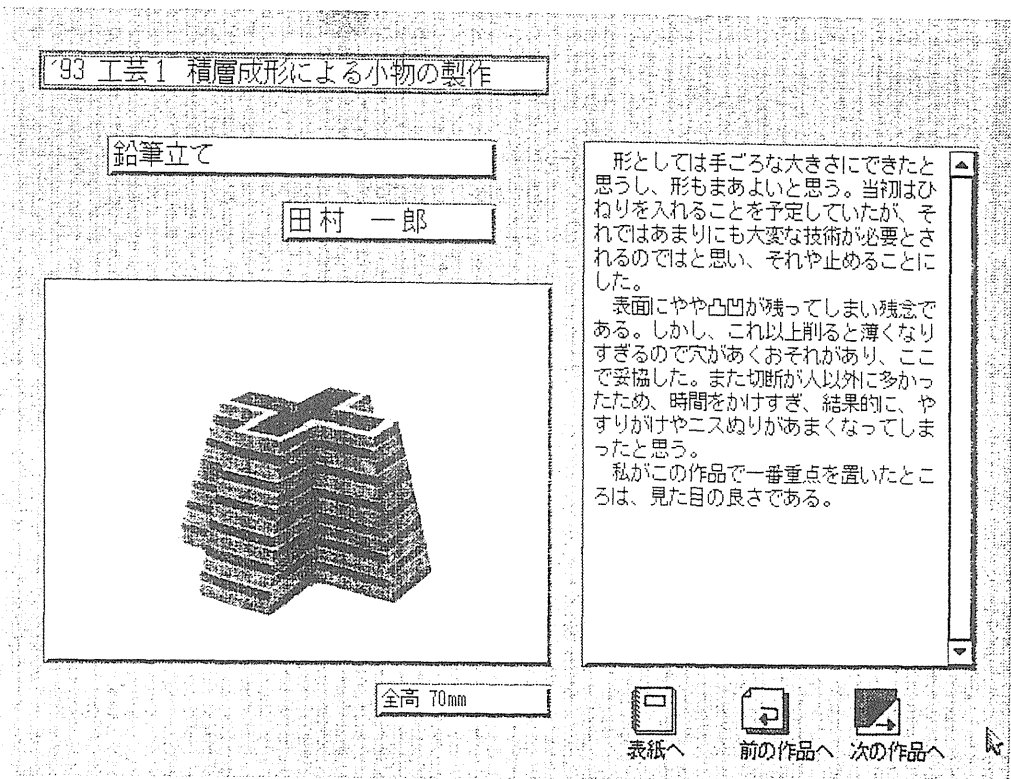 '93 工芸1 積層成形による小物の製作
鉛筆立て
田村 一郎
形としては手ごろな大きさにできたと
思うし、形もまあよいと思う。当初はひ
ねりを入れることを予定していたが、そ
れではあまりにも大変な技術が必要とさ
れるのではと思い、それや止めることに
した。
表面にやや凸凹が残ってしまい残念で
ある。しかし、これ以上削ると薄くなり
すぎるので穴があくおそれがあり、ここ
で妥協した。また切断が人以外に多かっ
たため、時間をかけすぎ、結果的に、や
すりがけやニスぬりがあまくなってしま
ったと思う。
私がこの作品で一番重点を置いたとこ
ろは、見た目の良さである。
全高 70mm
表紙へ
前の作品へ
次の作品へ